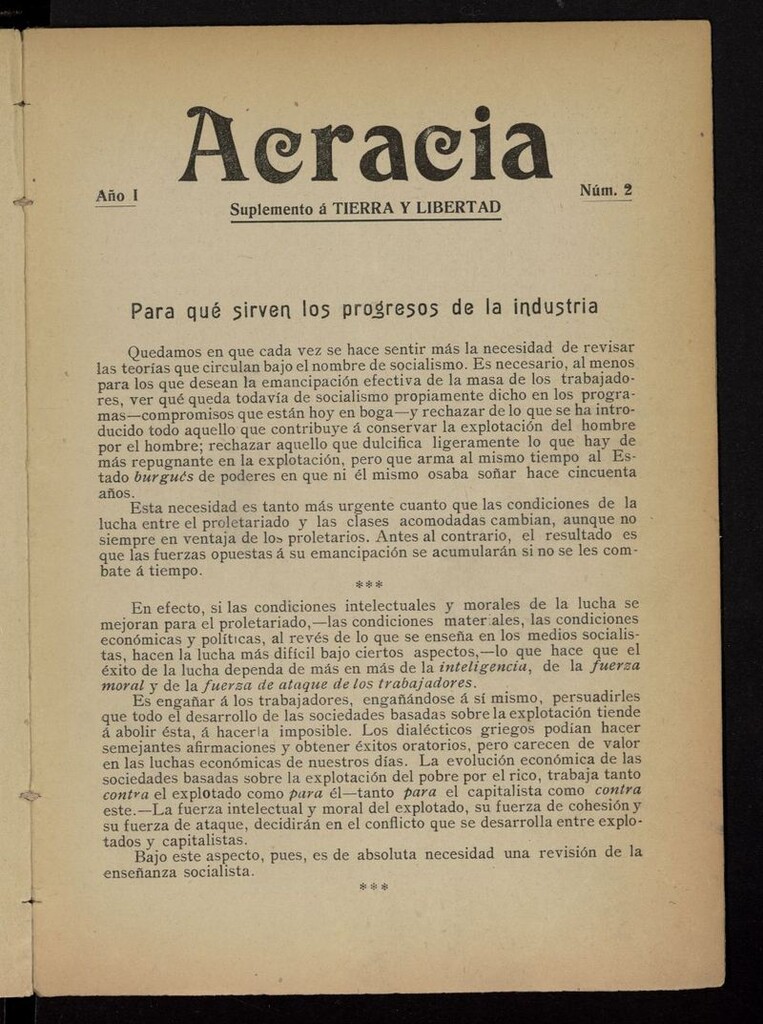 Acracia
Año I
Núm. 2
Suplemento á TIERRA Y LIBERTAD
Para qué sirven los progresos de la industria
Quedamos en que cada vez se hace sentir más la necesidad de revisar
las teorías que circulan bajo el nombre de socialismo. Es necesario, al menos
para los que desean la emancipación efectiva de la masa de los trabajado-
res, ver qué queda todavía de socialismo propiamente dicho en los progra-
mas—compromisos que están hoy en boga—y rechazar de lo que se ha intro-
ducido todo aquello que contribuye á conservar la explotación del hombre
por el hombre; rechazar aquello que dulcifica ligeramente lo que hay de
más repugnante en la explotación, pero que arma al mismo tiempo al Es-
tado burgués de poderes en que ni él mismo osaba soñar hace cincuenta
años.
Esta necesidad es tanto más urgente cuanto que las condiciones de la
lucha entre el proletariado y las clases acomodadas cambian, aunque no
siempre en ventaja de los proletarios. Antes al contrario, el resultado es
que las fuerzas opuestas á su emancipación se acumularán si no se les com-
bate á tiempo.
***
En efecto, si las condiciones intelectuales y morales de la lucha se
mejoran para el proletariado,—las condiciones materiales, las condiciones
económicas y políticas, al revés de lo que se enseña en los medios socialis-
tas, hacen la lucha más difícil bajo ciertos aspectos,—lo que hace que el
éxito de la lucha dependa de más en más de la inteligencia, de la fuerza
moral y de la fuerza de ataque de los trabajadores.
Es engañar á los trabajadores, engañándose á sí mismo, persuadirles
que todo el desarrollo de las sociedades basadas sobre la explotación tiende
á abolir ésta, á hacerla imposible. Los dialécticos griegos podían hacer
semejantes afirmaciones y obtener éxitos oratorios, pero carecen de valor
en las luchas económicas de nuestros días. La evolución económica de las
sociedades basadas sobre la explotación del pobre por el rico, trabaja tanto
contra el explotado como para él—tanto para el capitalista como contra
este.—La fuerza intelectual y moral del explotado, su fuerza de cohesión y
su fuerza de ataque, decidirán en el conflicto que se desarrolla entre explo-
tados y capitalistas.
Bajo este aspecto, pues, es de absoluta necesidad una revisión de la
enseñanza socialista.
***